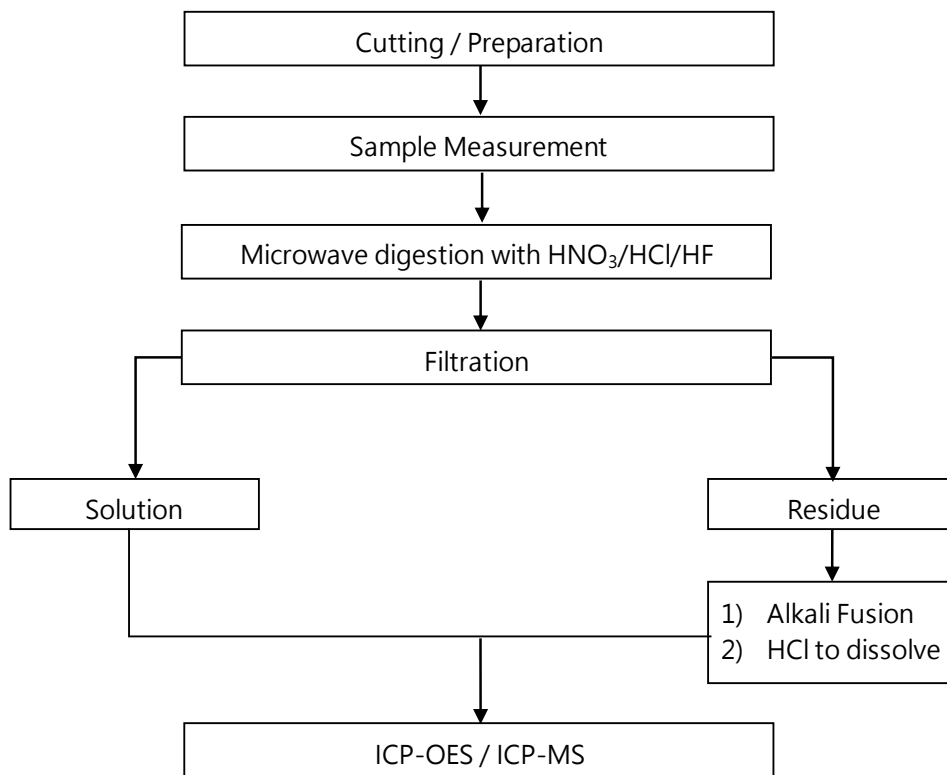 Cutting / Preparation
Sample Measurement
Microwave digestion with HNO₃/HCl/HF
Filtration
Solution
Residue
1) Alkali Fusion
2) HCl to dissolve
ICP-OES / ICP-MS